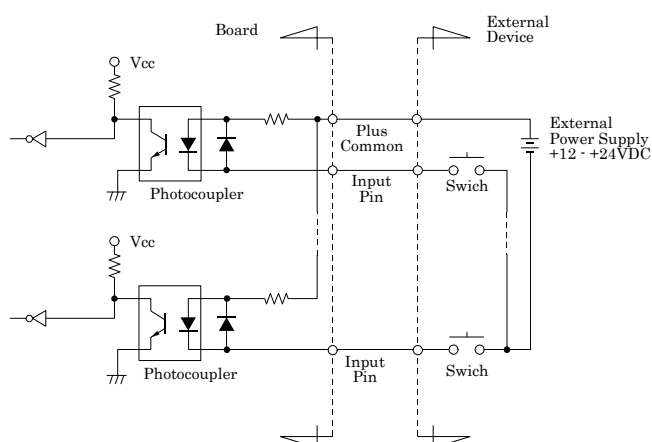 Board
External
Device
Vcc
Plus
Common
External
Power Supply
+12 - +24VDC
Input
Pin
Swich
Photocoupler
Vcc
Input
Pin
Swich
Photocoupler